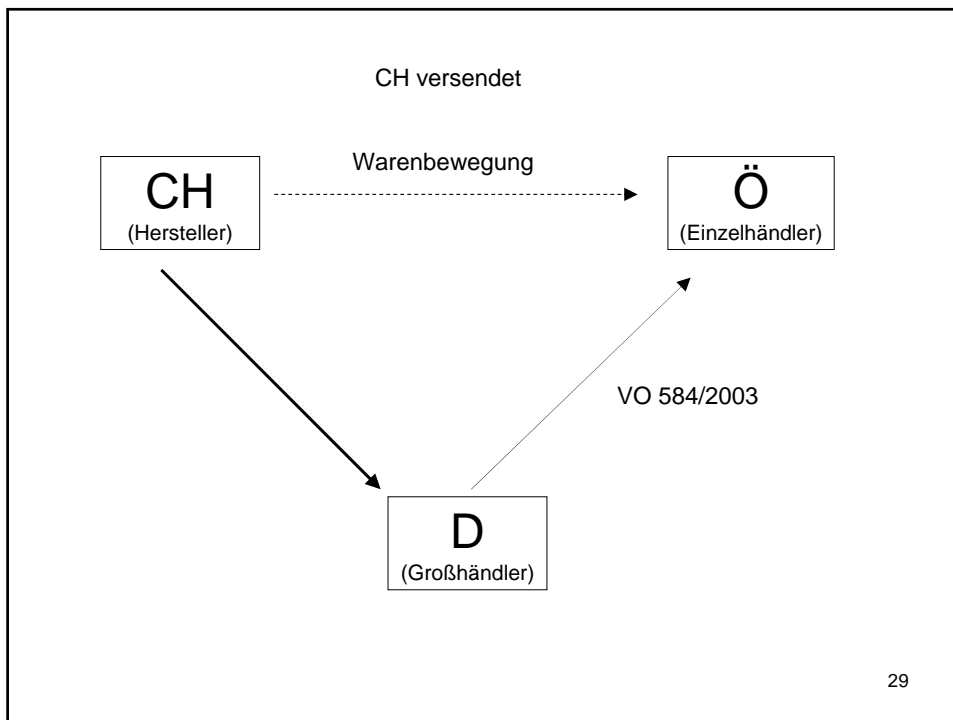 CH versendet
Warenbewegung
CH
(Hersteller)
Ö
(Einzelhändler)
VO 584/2003
D
(Großhändler)
29